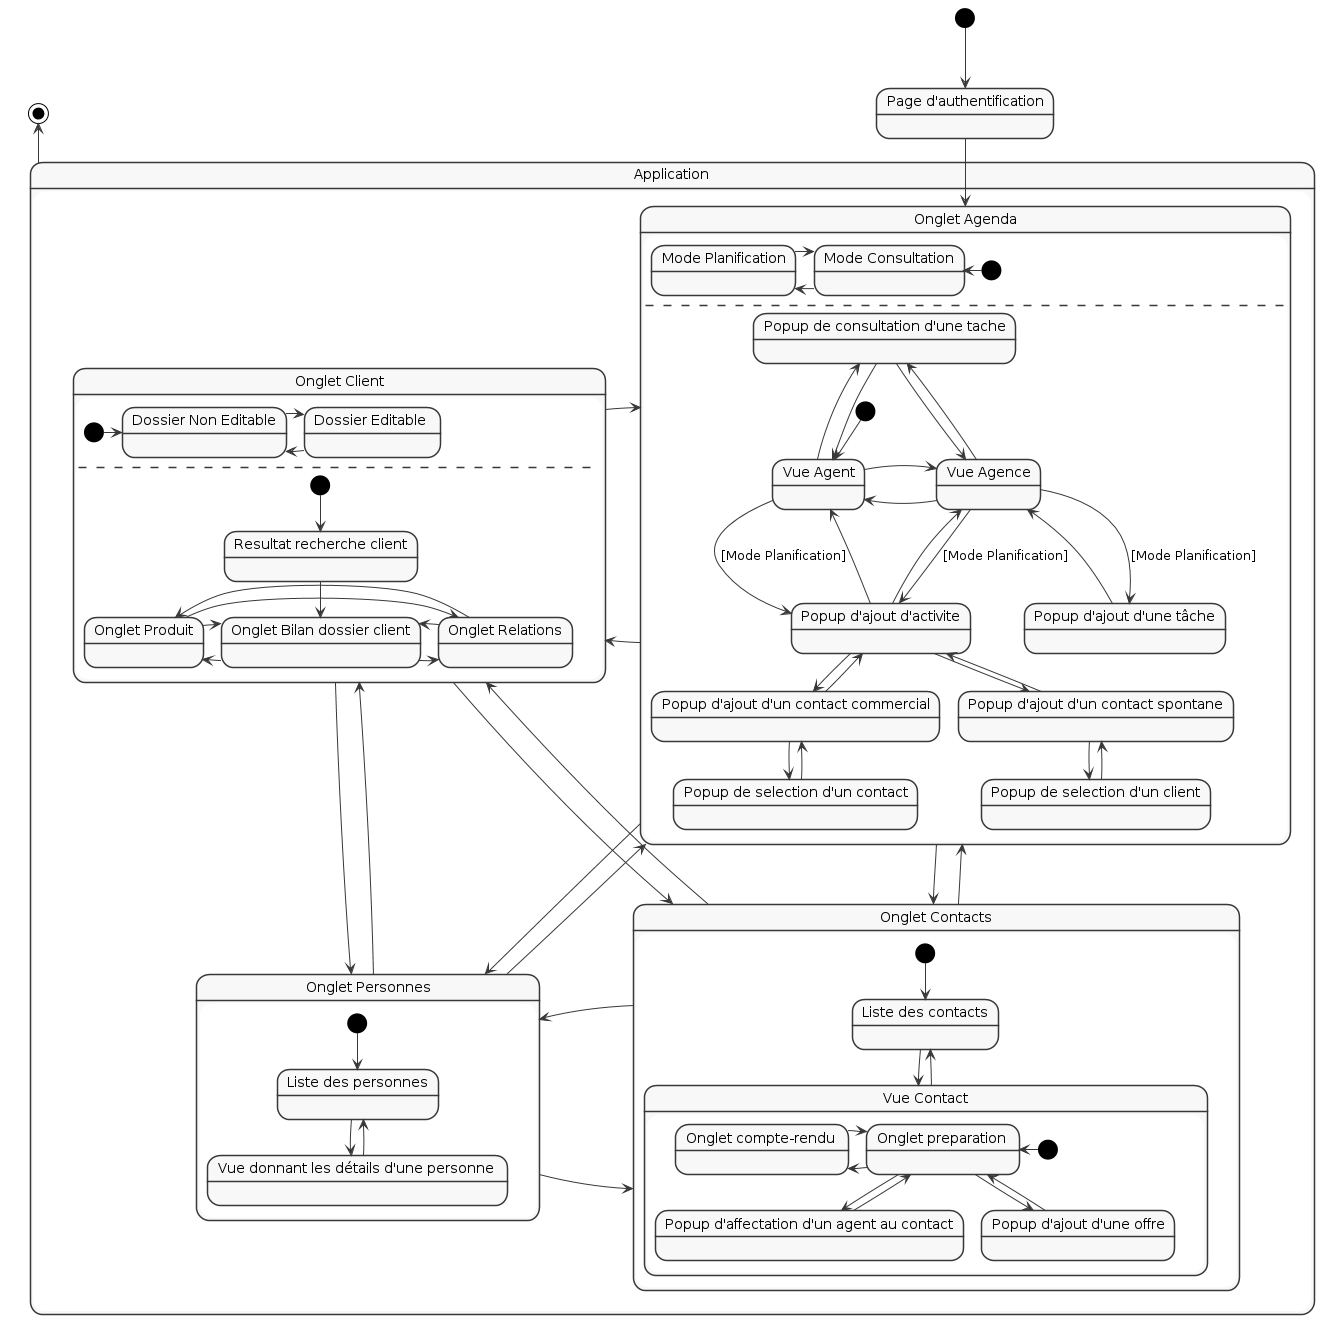 Page d'authentification
Application
Onglet Agenda
Mode Planification
Mode Consultation
Popup de consultation d'une tache
Vue Agent
Vue Agence
[Mode Planification]
[Mode Planification]
[Mode Planification]
Popup d'ajout d'activite
Popup d'ajout d'une tâche
Popup d'ajout d'un contact commercial
Popup d'ajout d'un contact spontane
Popup de selection d'un contact
Popup de selection d'un client
Onglet Client
Dossier Non Editable
Dossier Editable
Resultat recherche client
Onglet Produit
Onglet Bilan dossier client
Onglet Relations
Onglet Contacts
Liste des contacts
Vue Contact
Onglet compte-rendu
Onglet preparation
Popup d'affectation d'un agent au contact
Popup d'ajout d'une offre
Onglet Personnes
Liste des personnes
Vue donnant les détails d'une personne